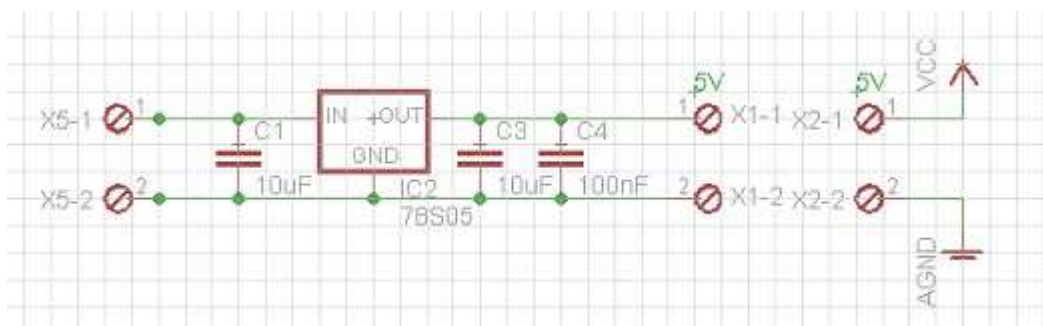 5V
5V
VCC
X5-1
1
IN
+OUT
1
X1-1
X2-1
1
C1
C3
C4
GND
10uF
IC2
10uF
100nF
78S05
X5-2
2
2
X1-2
X2-2
2
AGND